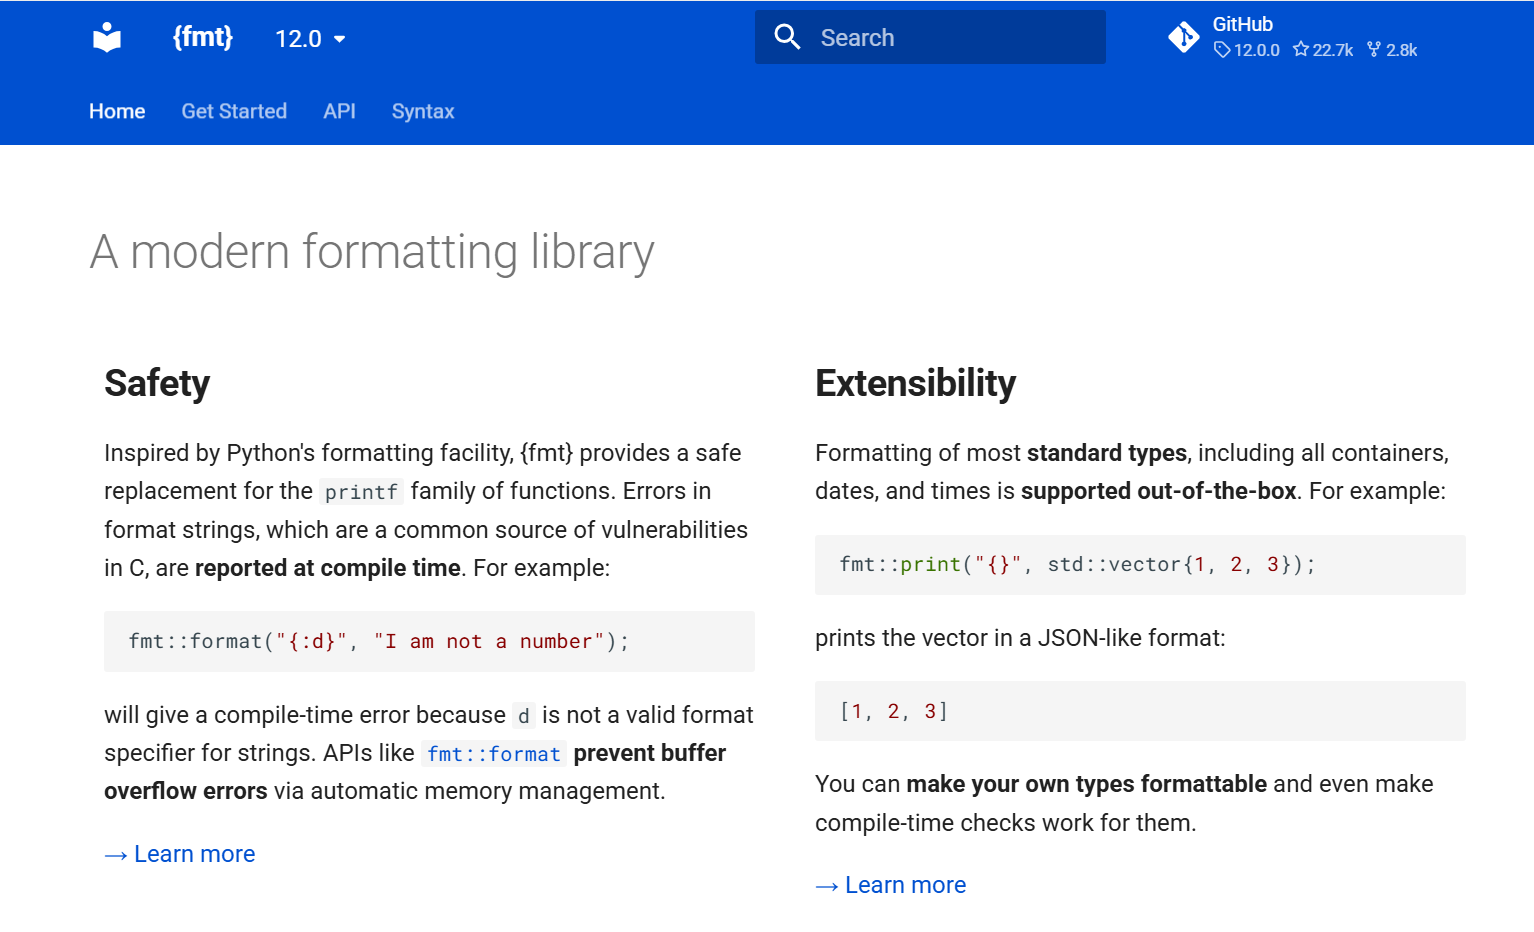 {fmt}
12.0
Search
GitHub
12.0.0 22.7k 2.8k
Home Get Started API Syntax
A modern formatting library
Safety
Inspired by Python's formatting facility, {fmt} provides a safe
replacement for the printf family of functions. Errors in
format strings, which are a common source of vulnerabilities
in C, are reported at compile time. For example:
fmt::format("{:d}", "I am not a number");
will give a compile-time error because d is not a valid format
specifier for strings. APIs like fmt::format prevent buffer
overflow errors via automatic memory management.
→ Learn more
Extensibility
Formatting of most standard types, including all containers,
dates, and times is supported out-of-the-box. For example:
fmt::print("{}", std::vector{1, 2, 3});
prints the vector in a JSON-like format:
[1, 2, 3]
You can make your own types formattable and even make
compile-time checks work for them.
→ Learn more